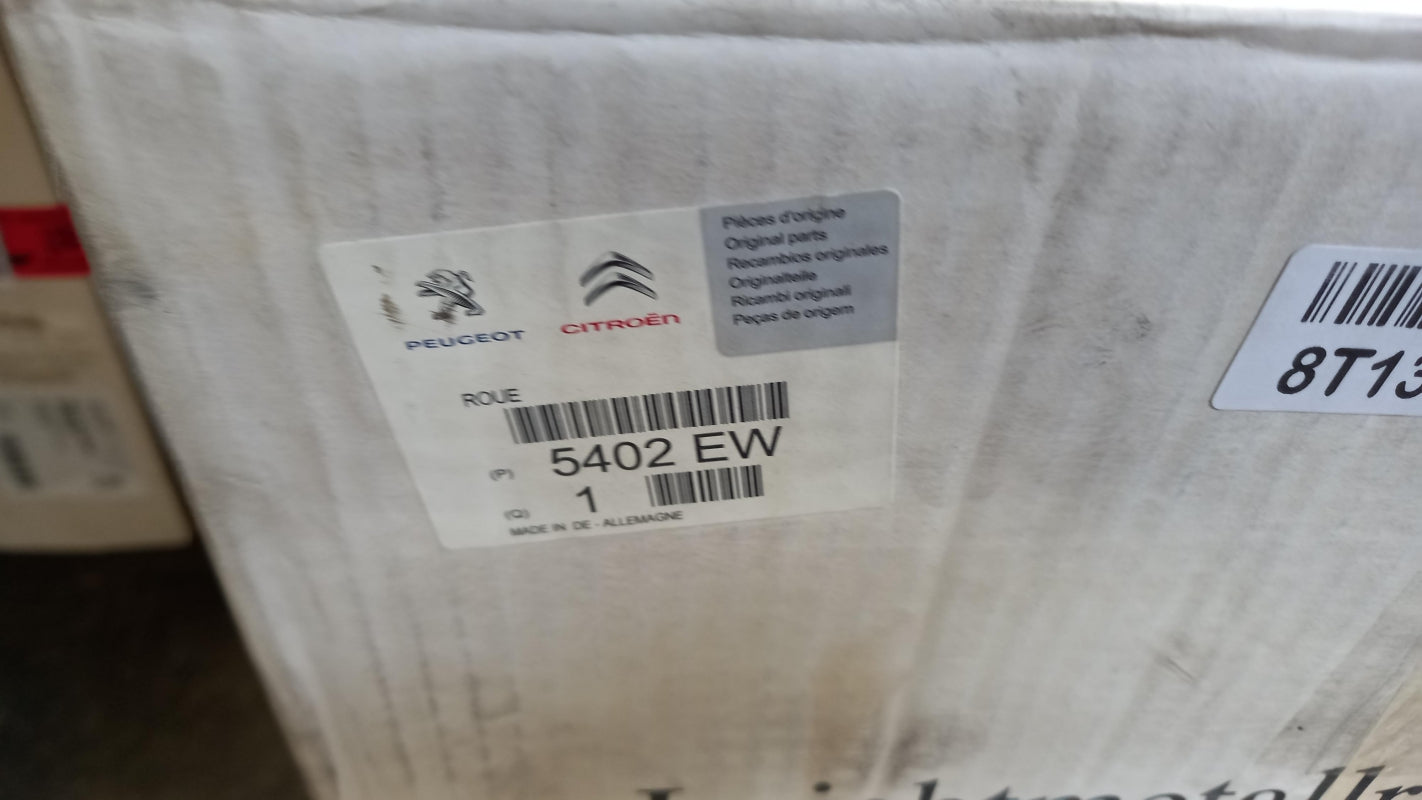 PEUGEOT
CITROËN
Pièces d'origine
Original parts
Recambios originales
Originalteile
Ricambi originali
Peças de origem
ROUE
(P) 5402 EW
(Q) 1
MADE IN DE - ALLEMAGNE
8T13